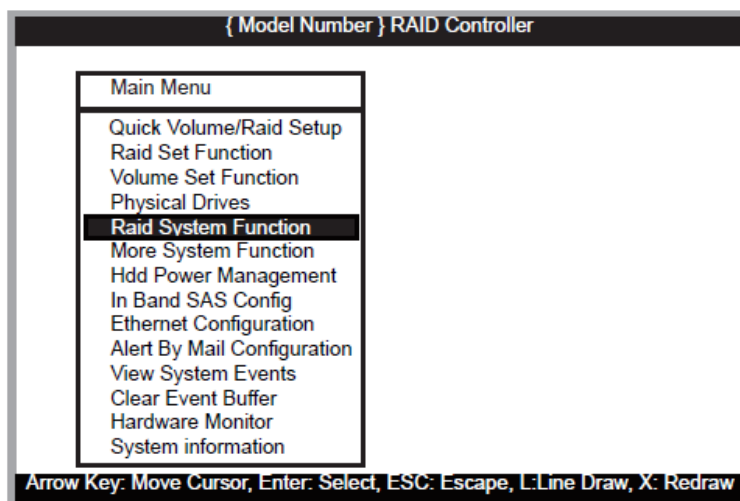 { Model Number } RAID Controller
Main Menu
Quick Volume/Raid Setup
Raid Set Function
Volume Set Function
Physical Drives
Raid System Function
More System Function
Hdd Power Management
In Band SAS Config
Ethernet Configuration
Alert By Mail Configuration
View System Events
Clear Event Buffer
Hardware Monitor
System information
Arrow Key: Move Cursor, Enter: Select, ESC: Escape, L:Line Draw, X: Redraw